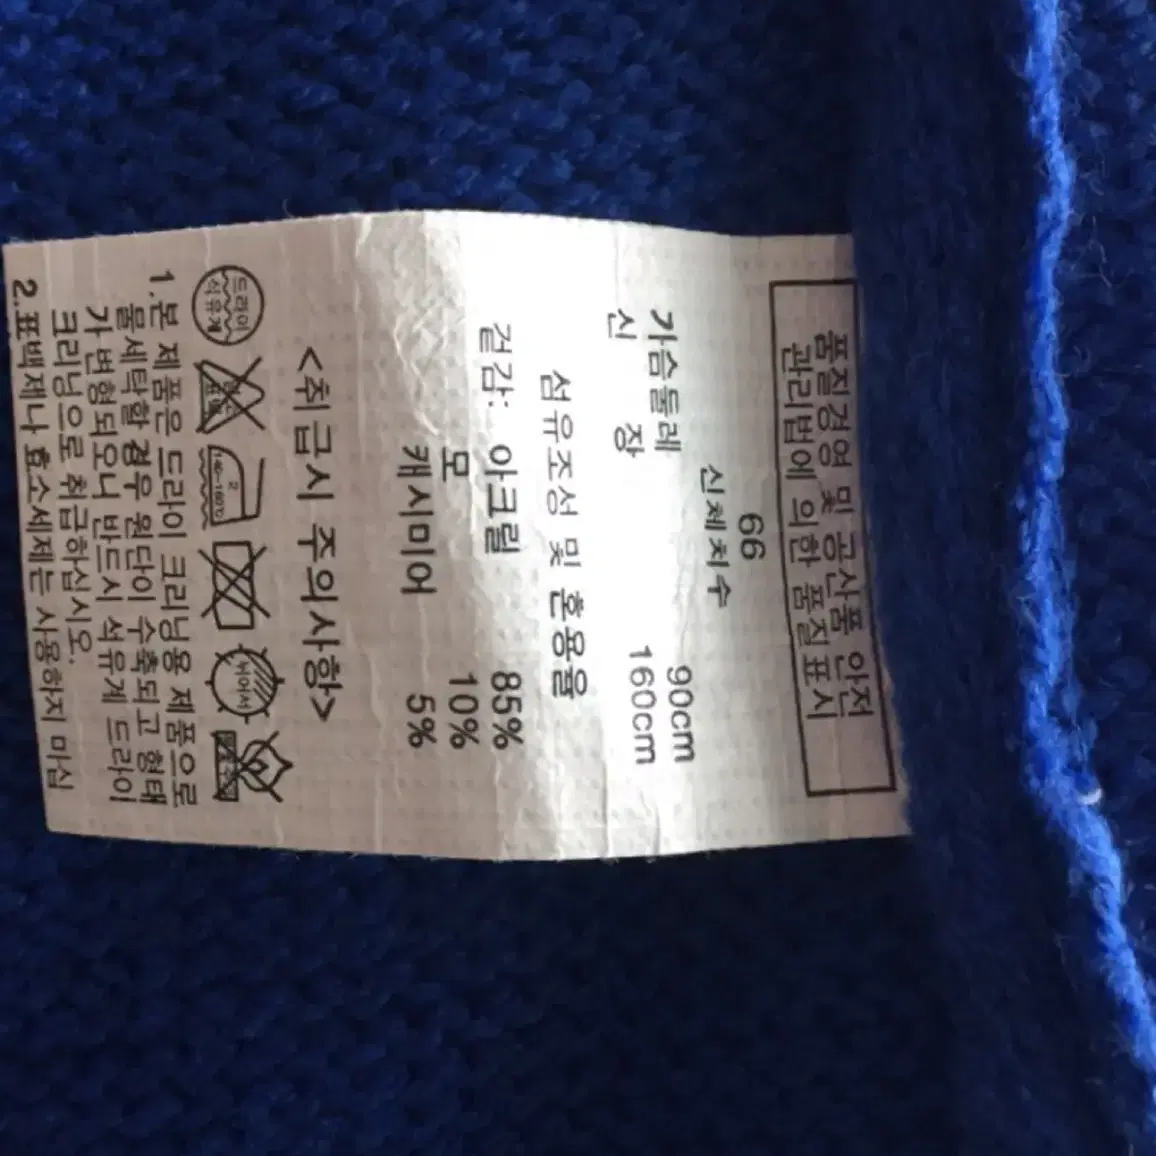 품질경영 및 공산품 안전
관리법에 의한 품질 표시
66
신체치수
가슴둘레 90cm
신 장 160cm
섬유조성 및 혼용율
겉감: 아크릴 85%
모 10%
캐시미어 5%
<취급시 주의사항>
드라이
석유계
2
140~160℃
뉘어서
1.본 제품은 드라이 크리닝용 제품으로
물세탁할 경우 원단이 수축되고 형태
가 변형되오니 반드시 석유계 드라이
크리닝으로 취급하십시오.
2.표백제나 효소세제는 사용하지 마십